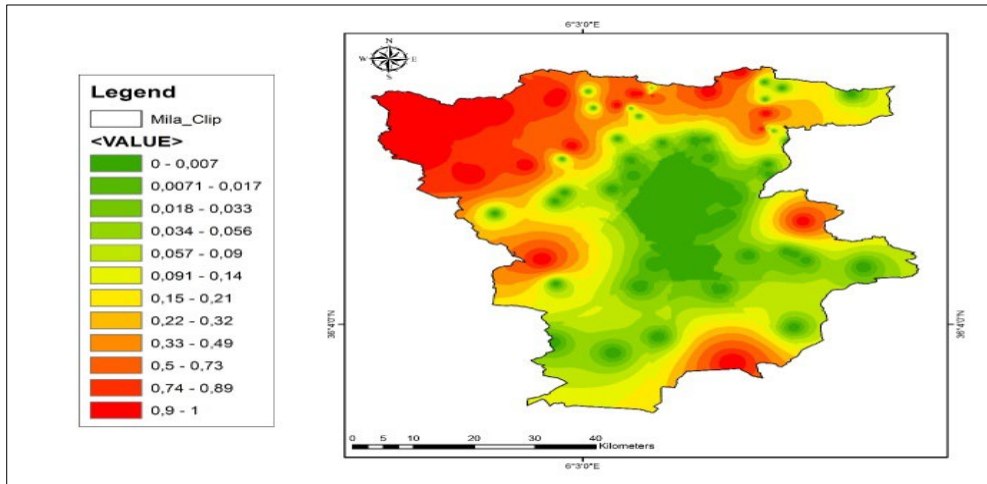 6°3'0"E
N
W E
S
Legend
Mila_Clip
<VALUE>
0 - 0,007
0,0071 - 0,017
0,018 - 0,033
0,034 - 0,056
0,057 - 0,09
0,091 - 0,14
0,15 - 0,21
0,22 - 0,32
0,33 - 0,49
0,5 - 0,73
0,74 - 0,89
0,9 - 1
36°4'0"N
36°4'0"N
0 5 10 20 30 40
Kilometers
6°3'0"E